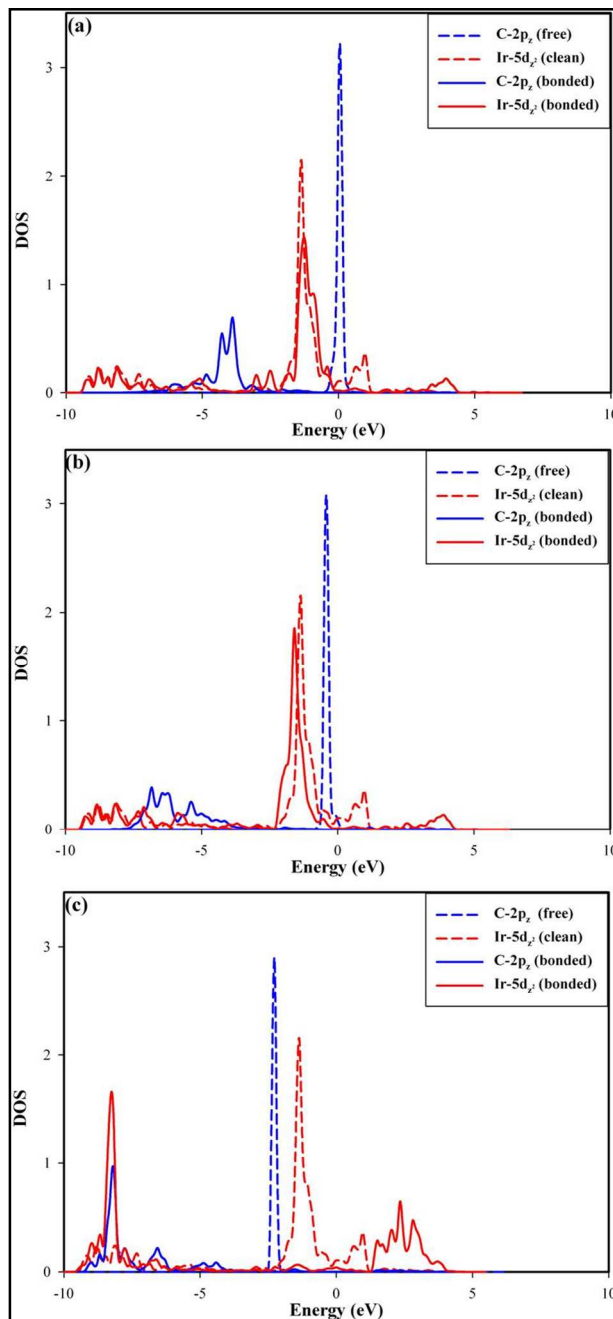 (a)
C-2pz (free)
Ir-5dz² (clean)
C-2pz (bonded)
Ir-5dz² (bonded)
DOS
3
2
1
0
-10
-5
0
5
10
Energy (eV)
(b)
C-2pz (free)
Ir-5dz² (clean)
C-2pz (bonded)
Ir-5dz² (bonded)
DOS
3
2
1
0
-10
-5
0
5
10
Energy (eV)
(c)
C-2pz (free)
Ir-5dz² (clean)
C-2pz (bonded)
Ir-5dz² (bonded)
DOS
3
2
1
0
-10
-5
0
5
10
Energy (eV)